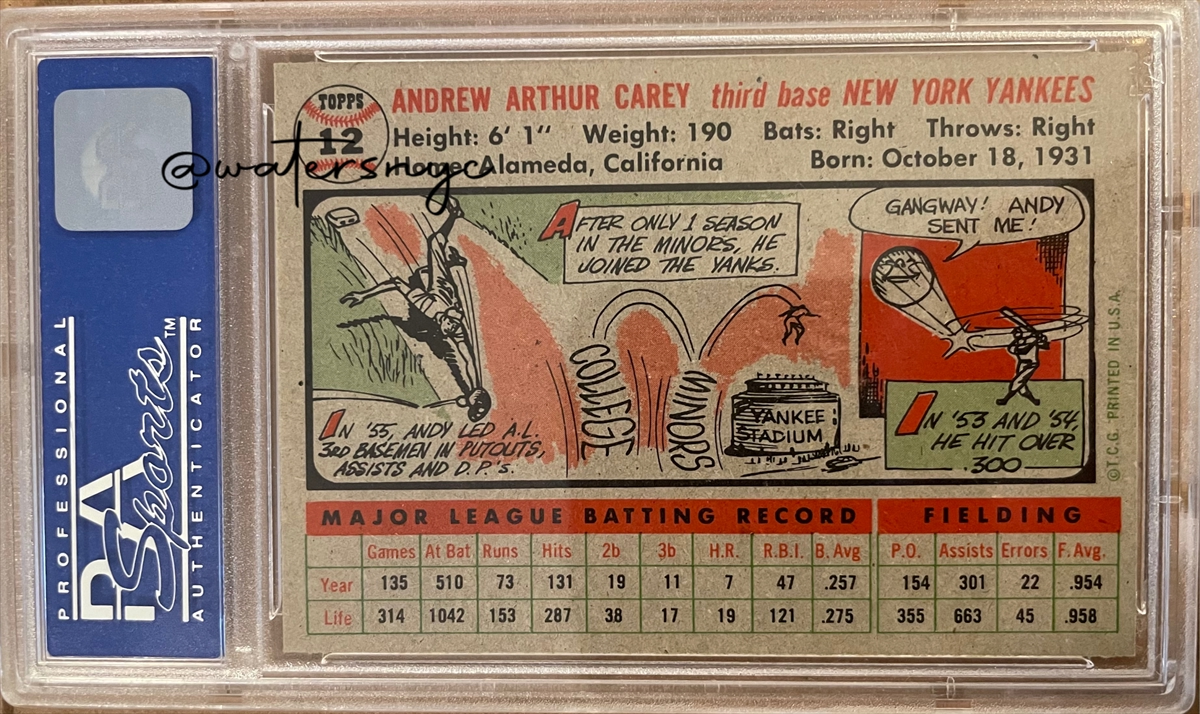 PROFESSIONAL
PSA
Sports™
AUTHENTICATOR
TOPPS
12
ANDREW ARTHUR CAREY third base NEW YORK YANKEES
Height: 6' 1" Weight: 190 Bats: Right Throws: Right
Home: Alameda, California Born: October 18, 1931
AFTER ONLY 1 SEASON
IN THE MINORS, HE
JOINED THE YANKS.
GANGWAY! ANDY
SENT ME!
IN '55, ANDY LED A.L.
3RD BASEMEN IN PUTOUTS,
ASSISTS AND D.P'S.
COLLEGE
MINORS
YANKEE
STADIUM
IN '53 AND '54,
HE HIT OVER
.300
©T.C.G. PRINTED IN U.S.A.
MAJOR LEAGUE BATTING RECORD FIELDING
Games At Bat Runs Hits 2b 3b H.R. R.B.I. B. Avg P.O. Assists Errors F. Avg.
Year 135 510 73 131 19 11 7 47 .257 154 301 22 .954
Life 314 1042 153 287 38 17 19 121 .275 355 663 45 .958